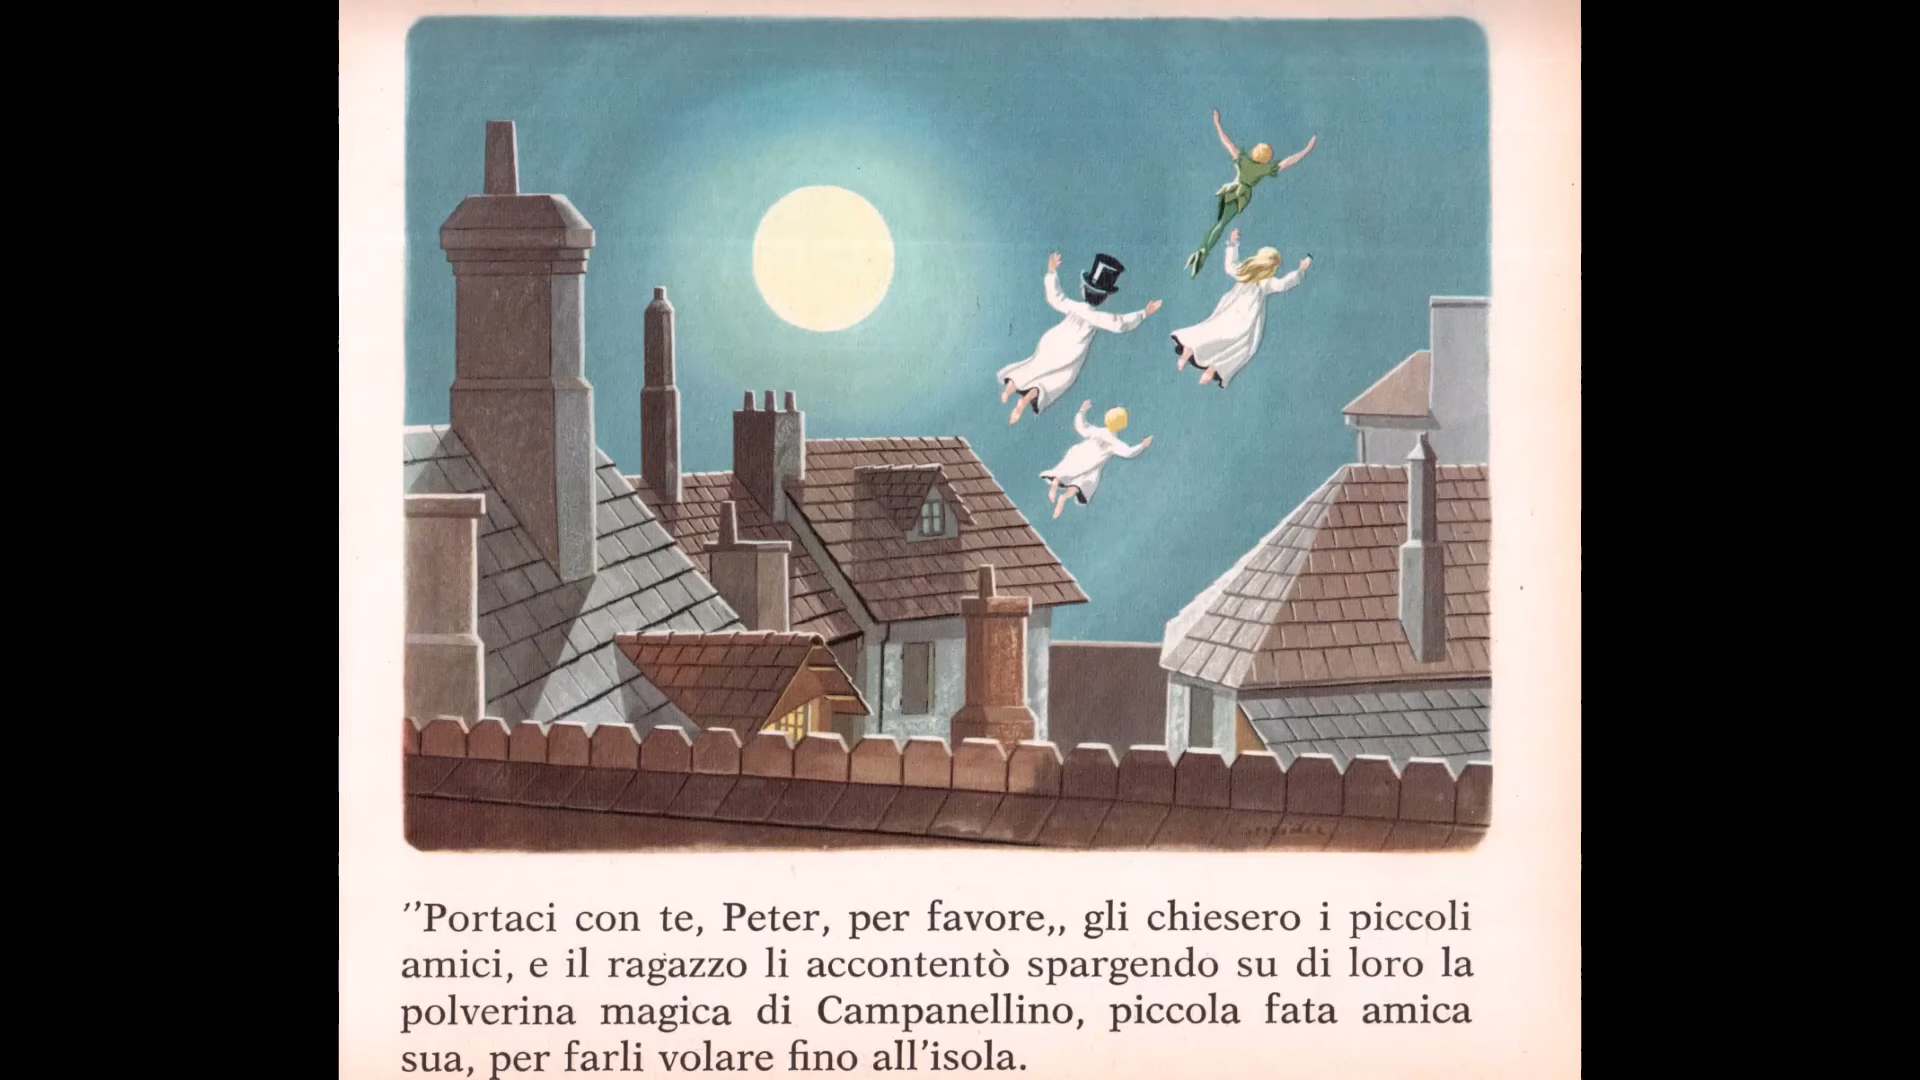 ”Portaci con te, Peter, per favore,, gli chiesero i piccoli
amici, e il ragazzo li accontentò spargendo su di loro la
polverina magica di Campanellino, piccola fata amica
sua, per farli volare fino all’isola.